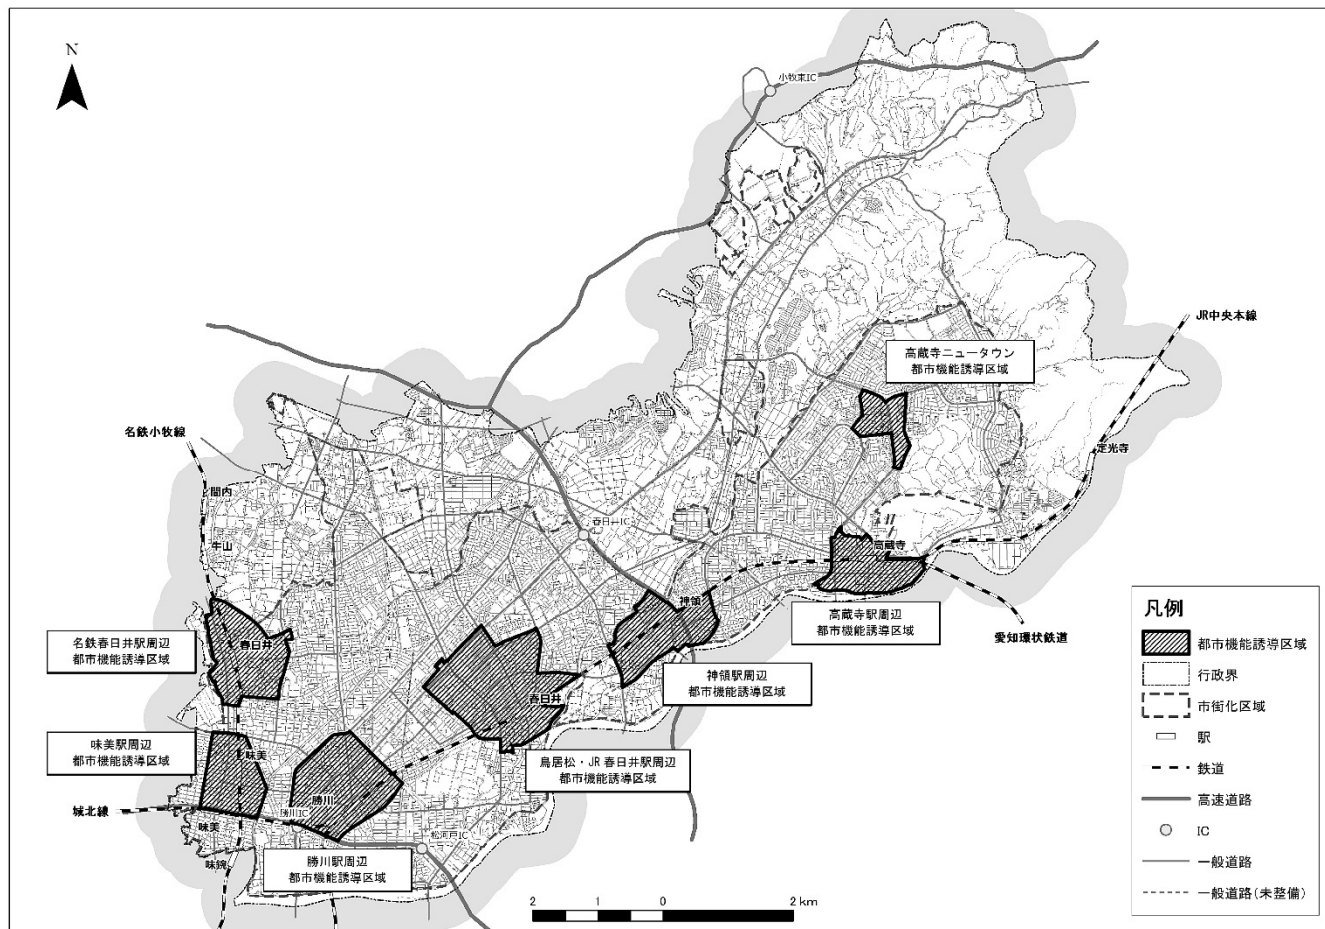 N
小牧東IC
JR中央本線
高蔵寺ニュータウン
都市機能誘導区域
名鉄小牧線
定光寺
間内
春日井IC
牛山
高蔵寺
神領
高蔵寺駅周辺
都市機能誘導区域
愛知環状鉄道
名鉄春日井駅周辺
都市機能誘導区域
春日井
神領駅周辺
都市機能誘導区域
春日井
味美駅周辺
都市機能誘導区域
味美
鳥居松・JR 春日井駅周辺
都市機能誘導区域
城北線
勝川
勝川IC
味美
松河戸IC
味鋺
勝川駅周辺
都市機能誘導区域
2 1 0 2 km
凡例
都市機能誘導区域
行政界
市街化区域
駅
鉄道
高速道路
IC
一般道路
一般道路(未整備)